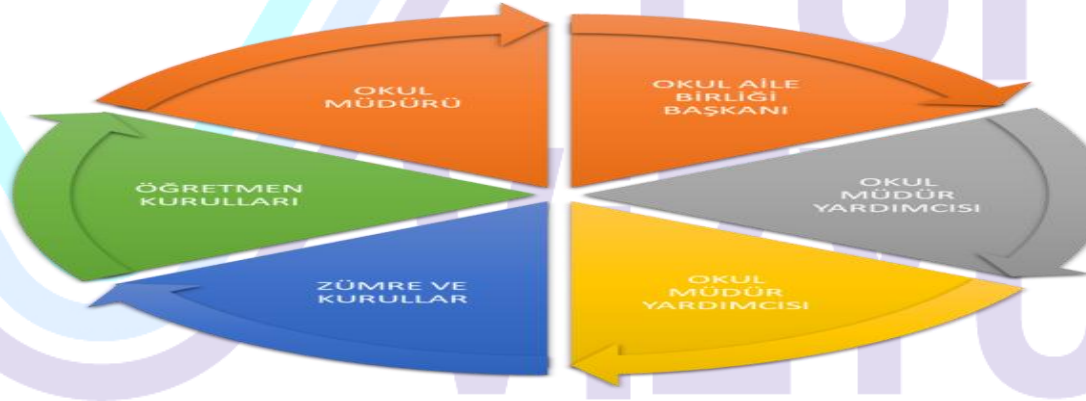 OKUL
MÜDÜRÜ
OKUL AİLE
BİRLİĞİ
BAŞKANI
OKUL
MÜDÜR
YARDIMCISI
OKUL
MÜDÜR
YARDIMCISI
ZÜMRE VE
KURULLAR
ÖĞRETMEN
KURULLARI